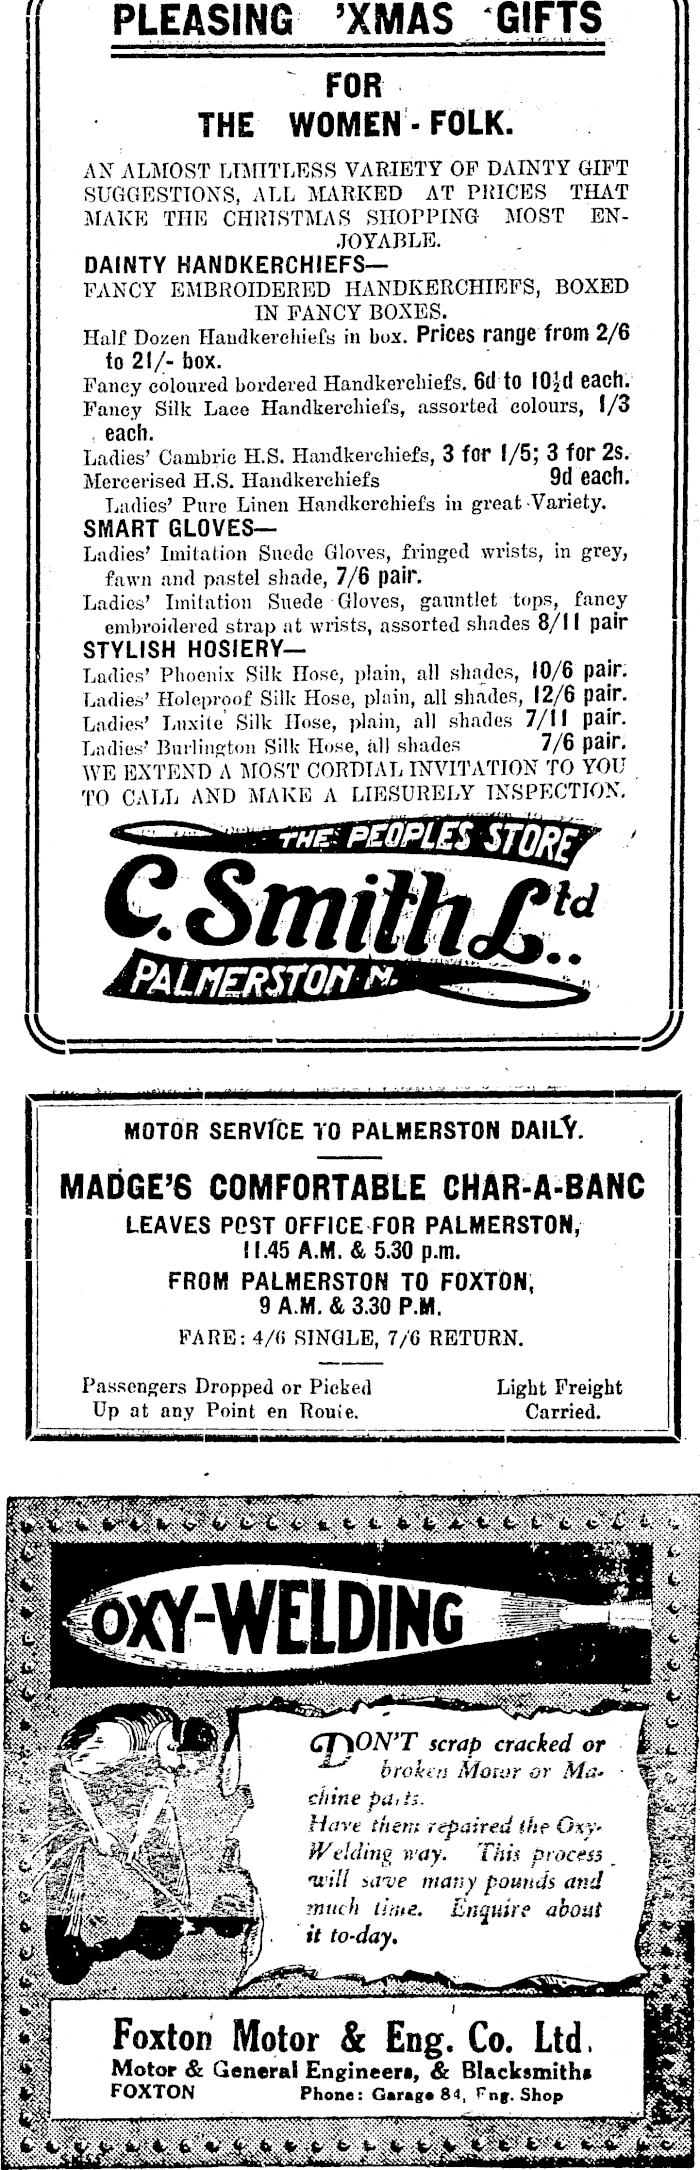 PLEASING 'XMAS GIFTS
FOR
THE WOMEN-FOLK.
AN ALMOST LIMITLESS VARIETY OF DAINTY GIFT
SUGGESTIONS, ALL MARKED AT PRICES THAT
MAKE THE CHRISTMAS SHOPPING MOST EN-
JOYABLE.
DAINTY HANDKERCHIEFS—
FANCY EMBROIDERED HANDKERCHIEFS, BOXED
IN FANCY BOXES.
Half Dozen Handkerchiefs in box. Prices range from 2/6
to 21/- box.
Fancy coloured bordered Handkerchiefs. 6d to 10½d each.
Fancy Silk Lace Handkerchiefs, assorted colours, 1/3
each.
Ladies' Cambric H.S. Handkerchiefs, 3 for 1/5; 3 for 2s.
Mercerised H.S. Handkerchiefs 9d each.
Ladies' Pure Linen Handkerchiefs in great Variety.
SMART GLOVES—
Ladies' Imitation Suede Gloves, fringed wrists, in grey,
fawn and pastel shade, 7/6 pair.
Ladies' Imitation Suede Gloves, gauntlet tops, fancy
embroidered strap at wrists, assorted shades 8/11 pair
STYLISH HOSIERY—
Ladies' Phoenix Silk Hose, plain, all shades, 10/6 pair.
Ladies' Holeproof Silk Hose, plain, all shades, 12/6 pair.
Ladies' Luxite Silk Hose, plain, all shades 7/11 pair.
Ladies' Burlington Silk Hose, all shades 7/6 pair.
WE EXTEND A MOST CORDIAL INVITATION TO YOU
TO CALL AND MAKE A LIESURELY INSPECTION.
THE PEOPLES STORE
C. Smith Ltd..
PALMERSTON N.
MOTOR SERVICE TO PALMERSTON DAILY.
MADGE'S COMFORTABLE CHAR-A-BANC
LEAVES POST OFFICE FOR PALMERSTON,
11.45 A.M. & 5.30 p.m.
FROM PALMERSTON TO FOXTON,
9 A.M. & 3.30 P.M.
FARE: 4/6 SINGLE, 7/6 RETURN.
Passengers Dropped or Picked
Up at any Point en Route.
Light Freight
Carried.
OXY-WELDING
DON'T scrap cracked or
broken Motor or Ma-
chine parts.
Have them repaired the Oxy-
Welding way. This process
will save many pounds and
much time. Enquire about
it to-day.
Foxton Motor & Eng. Co. Ltd.
Motor & General Engineers, & Blacksmiths
FOXTON Phone: Garage 84, Eng. Shop